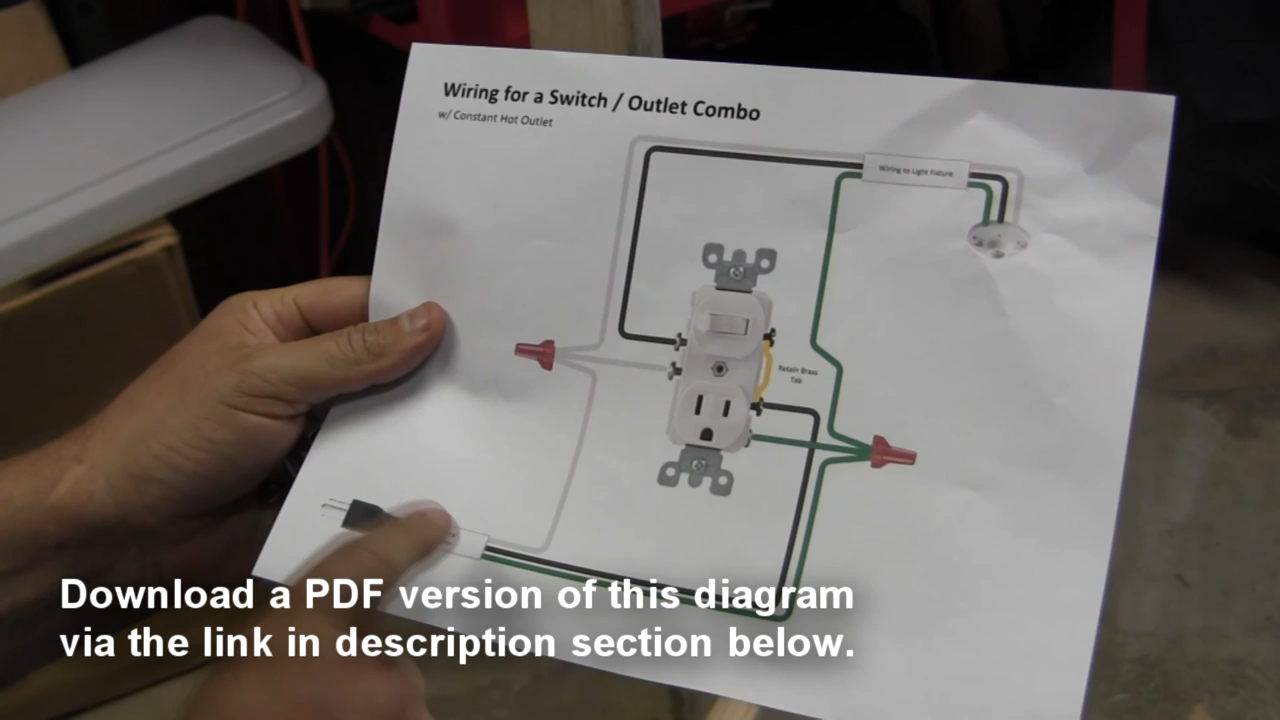 Wiring for a Switch / Outlet Combo
w/ Constant Hot Outlet
Wiring to Light Fixture
Retain Brass
Tab
Download a PDF version of this diagram
via the link in description section below.